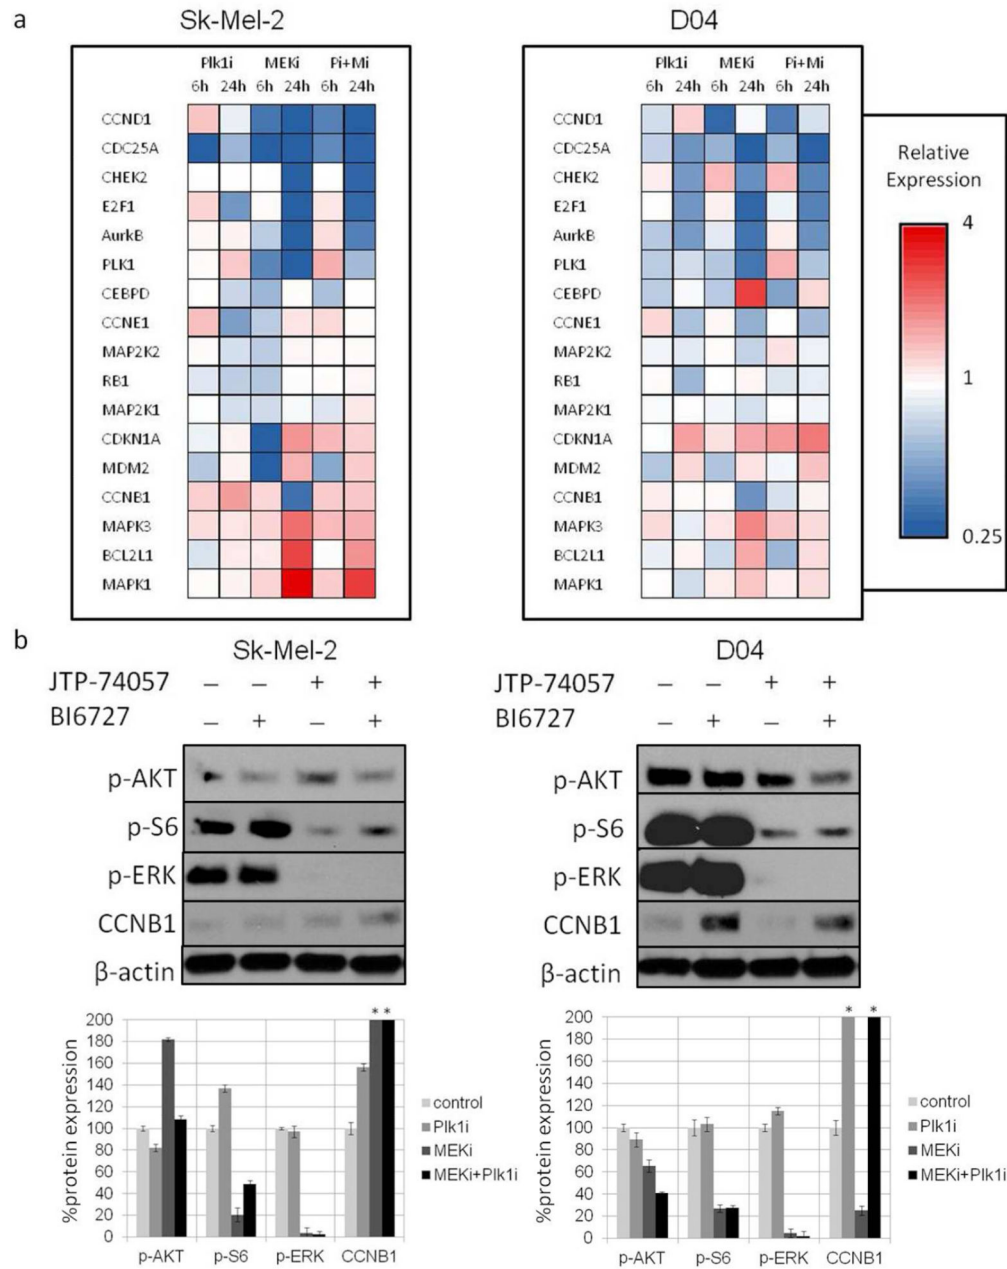 a
Sk-Mel-2
D04
Plk1i MEKi Pi+Mi
6h 24h 6h 24h 6h 24h
CCND1
CDC25A
CHEK2
E2F1
AurkB
PLK1
CEBPD
CCNE1
MAP2K2
RB1
MAP2K1
CDKN1A
MDM2
CCNB1
MAPK3
BCL2L1
MAPK1
Plk1i MEKi Pi+Mi
6h 24h 6h 24h 6h 24h
CCND1
CDC25A
CHEK2
E2F1
AurkB
PLK1
CEBPD
CCNE1
MAP2K2
RB1
MAP2K1
CDKN1A
MDM2
CCNB1
MAPK3
BCL2L1
MAPK1
Relative
Expression
4
1
0.25
b
Sk-Mel-2
JTP-74057 – – + +
BI6727 – + – +
p-AKT
p-S6
p-ERK
CCNB1
β-actin
D04
JTP-74057 – – + +
BI6727 – + – +
p-AKT
p-S6
p-ERK
CCNB1
β-actin
%protein expression
200
180
160
140
120
100
80
60
40
20
0
* *
p-AKT p-S6 p-ERK CCNB1
control
Plk1i
MEKi
MEKi+Plk1i
%protein expression
200
180
160
140
120
100
80
60
40
20
0
* *
p-AKT p-S6 p-ERK CCNB1
control
Plk1i
MEKi
MEKi+Plk1i